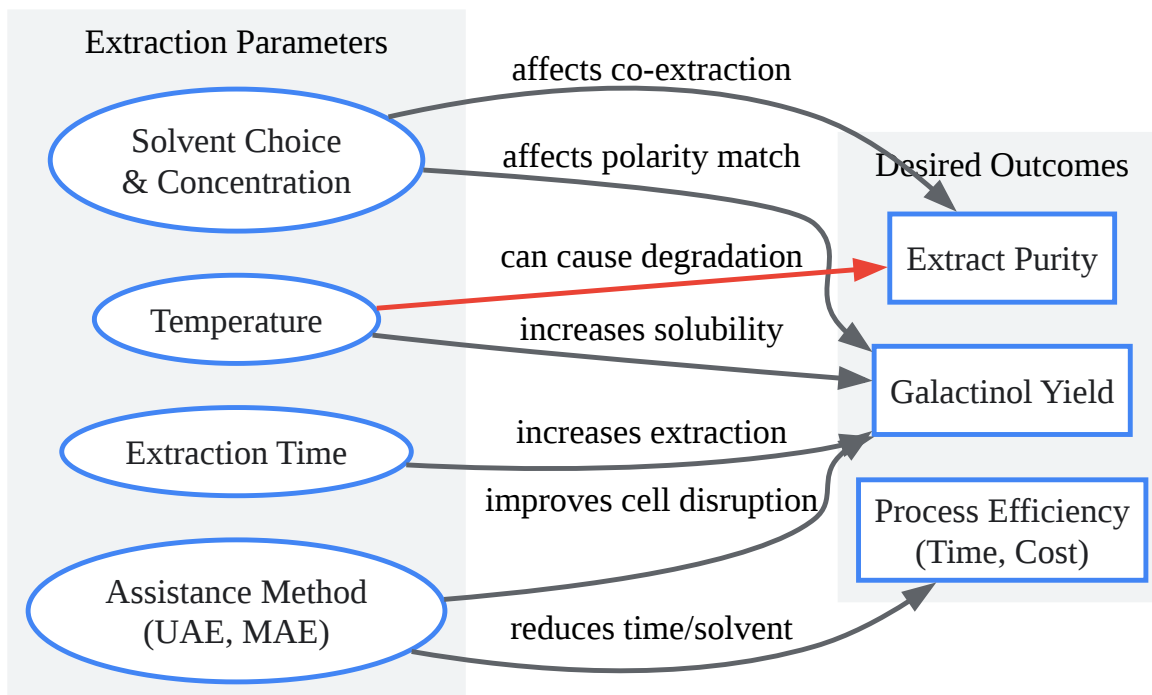 Extraction Parameters
Solvent Choice
& Concentration
Temperature
Extraction Time
Assistance Method
(UAE, MAE)
affects co-extraction
affects polarity match
can cause degradation
increases solubility
increases extraction
improves cell disruption
reduces time/solvent
Desired Outcomes
Extract Purity
Galactinol Yield
Process Efficiency
(Time, Cost)